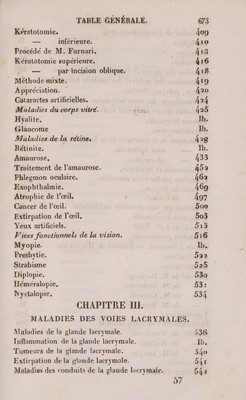 TABLE GÉNÉRALE. 673
Kératotomie. 409
— inférieure. 410
Procédé de M. Furnari. 413
Kératotomie supérieure. 416
— par incision oblique. 418
Méthode mixte. 419
Appréciation. 420
Cataractes artificielles. 424
Maladies du corps vitré. 425
Hyalite. Ib.
Glaucome Ib.
Maladies de la rétine. 428
Rétinite. Ib.
Amaurose. 433
Traitement de l'amaurose. 452
Phlegmon oculaire. 462
Exophthalmie. 469
Atrophie de l'œil. 497
Cancer de l'œil. 500
Extirpation de l'œil. 503
Yeux artificiels. 513
Vices fonctionnels de la vision. 516
Myopie. Ib.
Presbytie. 522
Strabisme 525
Diplopie. 530
Héméralopie. 531
Nyctalopie. 534
CHAPITRE III.
MALADIES DES VOIES LACRYMALES.
Maladies de la glande lacrymale. 536
Inflammation de la glande lacrymale. Ib.
Tumeurs de la glande lacrymale. 540
Extirpation de la glande lacrymale. 541
Maladies des conduits de la glande lacrymale. 542
57